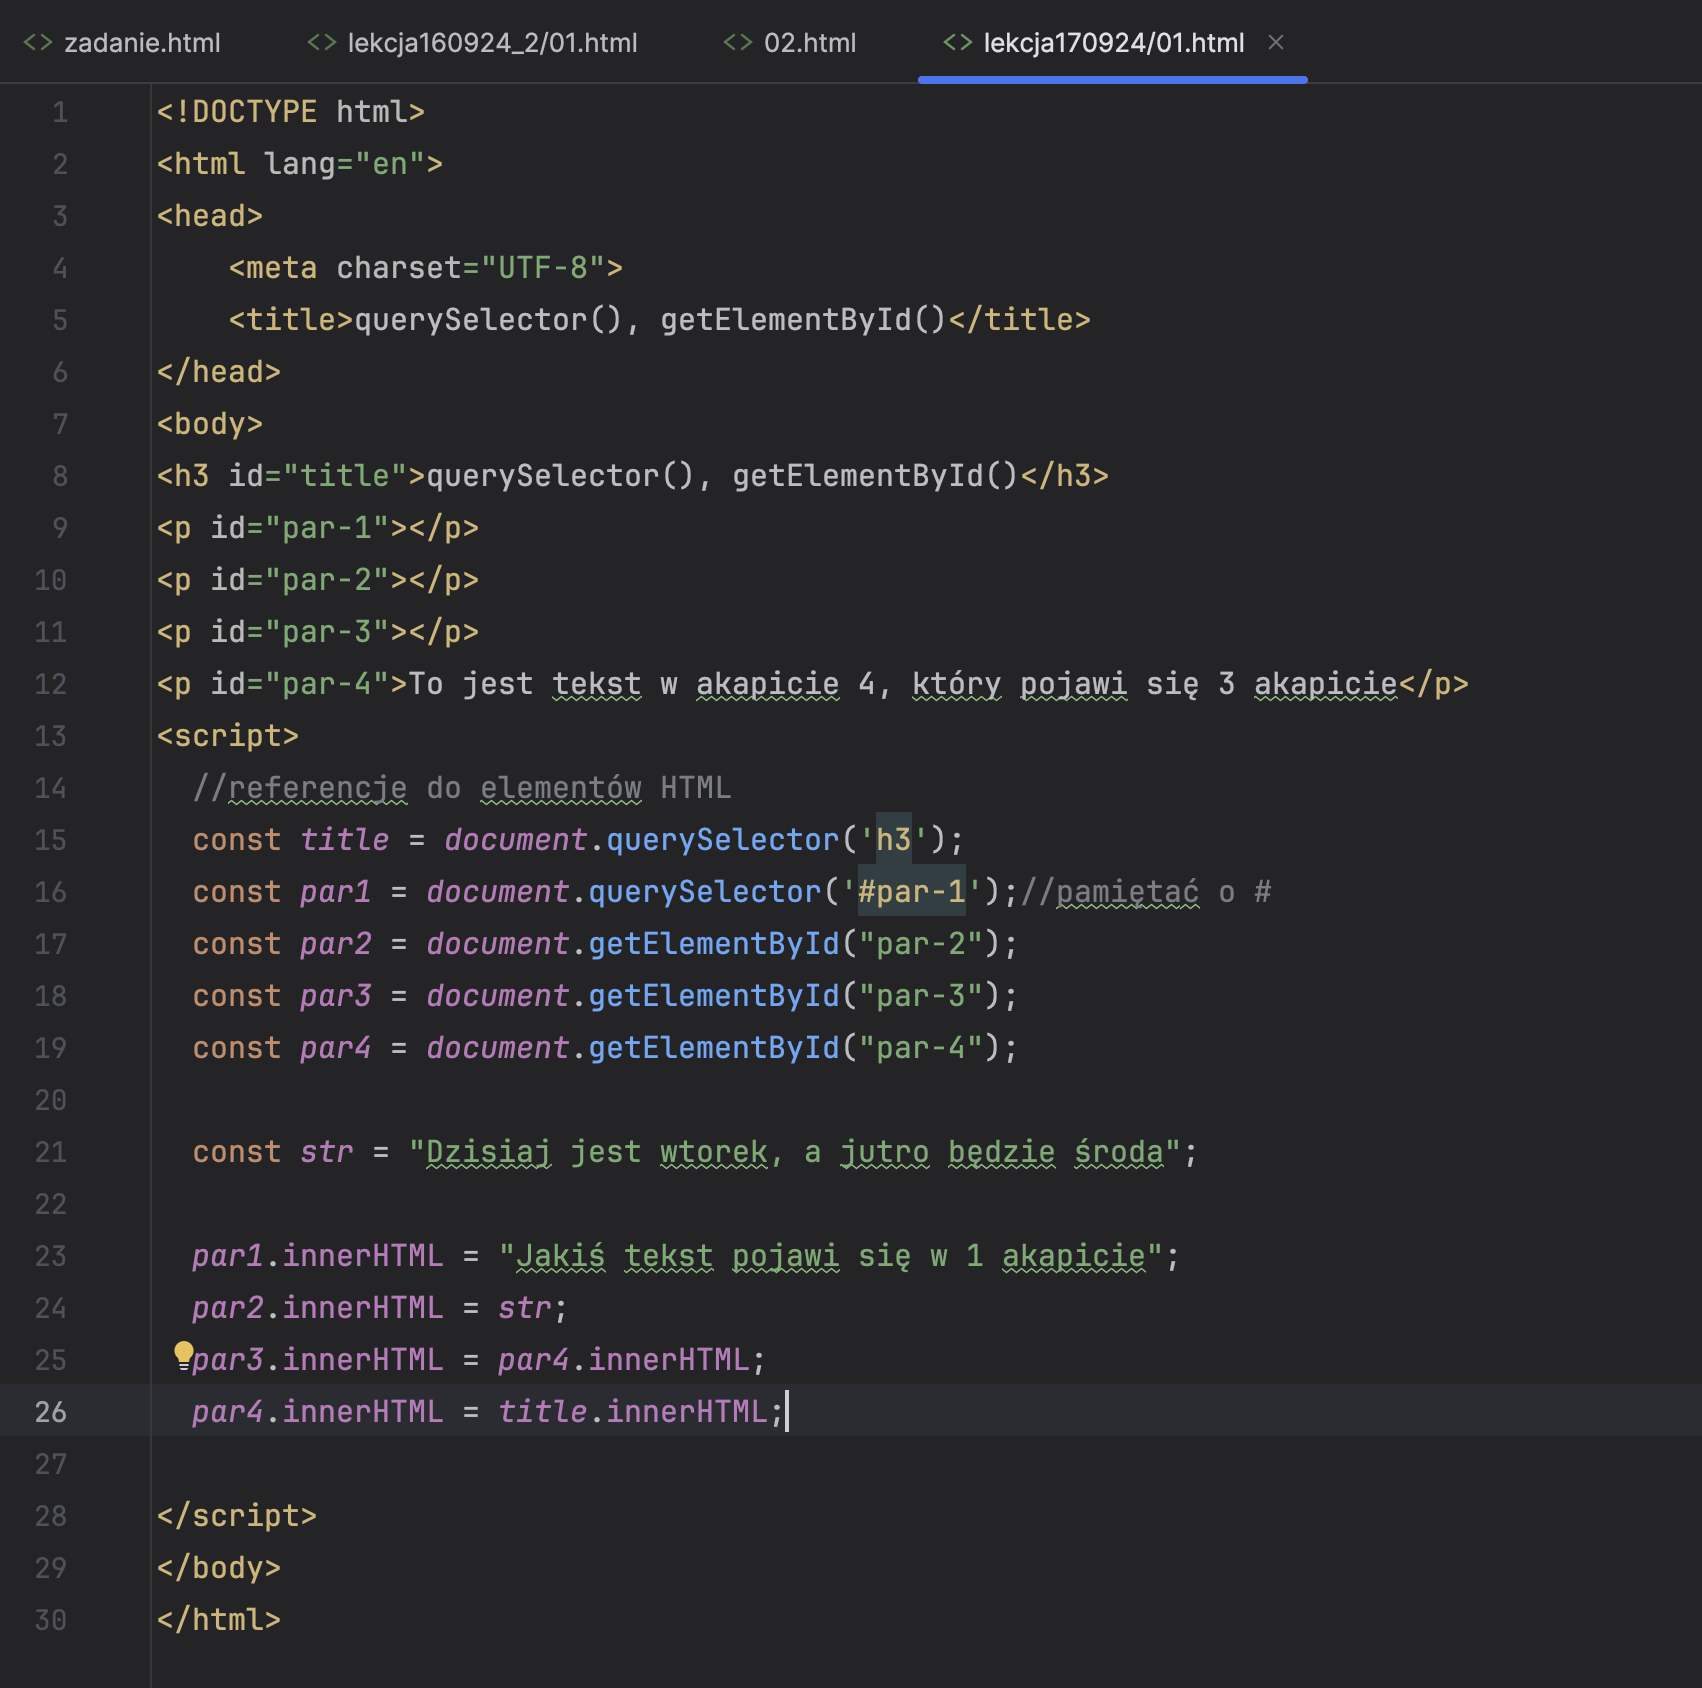 zadanie.html lekcja160924_2/01.html 02.html lekcja170924/01.html
1 <!DOCTYPE html>
2 <html lang="en">
3 <head>
4     <meta charset="UTF-8">
5     <title>querySelector(), getElementById()</title>
6 </head>
7 <body>
8 <h3 id="title">querySelector(), getElementById()</h3>
9 <p id="par-1"></p>
10 <p id="par-2"></p>
11 <p id="par-3"></p>
12 <p id="par-4">To jest tekst w akapicie 4, który pojawi się 3 akapicie</p>
13 <script>
14   //referencje do elementów HTML
15   const title = document.querySelector('h3');
16   const par1 = document.querySelector('#par-1');//pamiętać o #
17   const par2 = document.getElementById("par-2");
18   const par3 = document.getElementById("par-3");
19   const par4 = document.getElementById("par-4");
20
21   const str = "Dzisiaj jest wtorek, a jutro będzie środa";
22
23   par1.innerHTML = "Jakiś tekst pojawi się w 1 akapicie";
24   par2.innerHTML = str;
25   par3.innerHTML = par4.innerHTML;
26   par4.innerHTML = title.innerHTML;
27
28 </script>
29 </body>
30 </html>